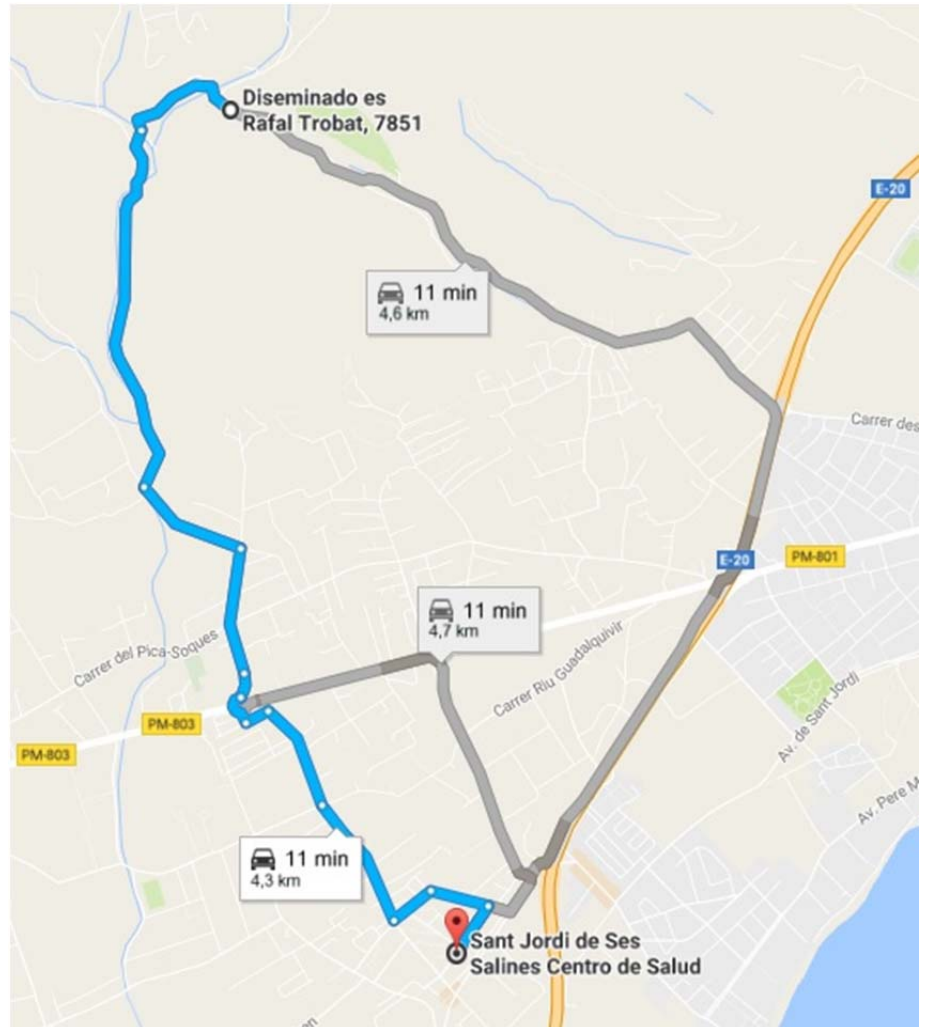 Diseminado es
Rafal Trobat, 7851
E-20
11 min
4,6 km
Carrer des
E-20
PM-801
11 min
4,7 km
Carrer del Pica-Soques
Carrer Riu Guadalquivir
Av. de Sant Jordi
PM-803
PM-803
Av. Pere M
11 min
4,3 km
Sant Jordi de Ses
Salines Centro de Salud